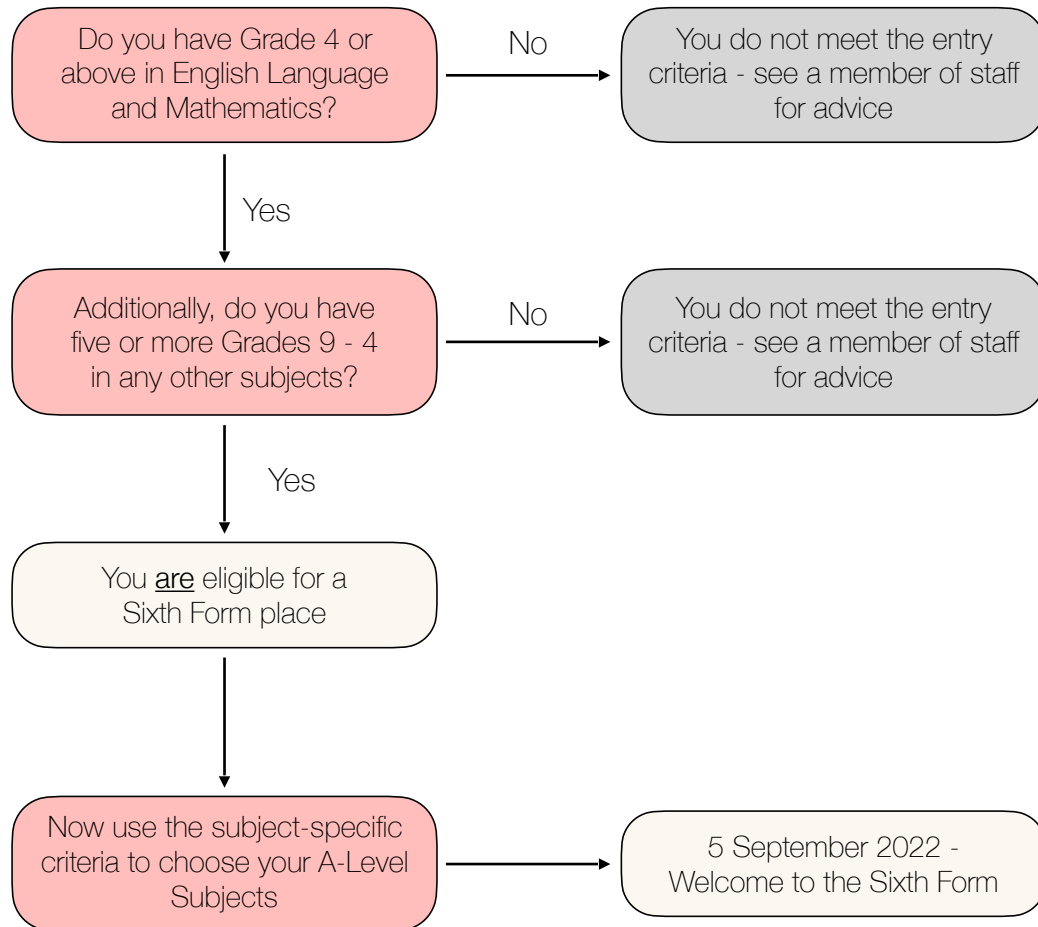 Do you have Grade 4 or
above in English Language
and Mathematics?
No
You do not meet the entry
criteria - see a member of staff
for advice
Yes
Additionally, do you have
five or more Grades 9 - 4
in any other subjects?
No
You do not meet the entry
criteria - see a member of staff
for advice
Yes
You are eligible for a
Sixth Form place
Now use the subject-specific
criteria to choose your A-Level
Subjects
5 September 2022 -
Welcome to the Sixth Form